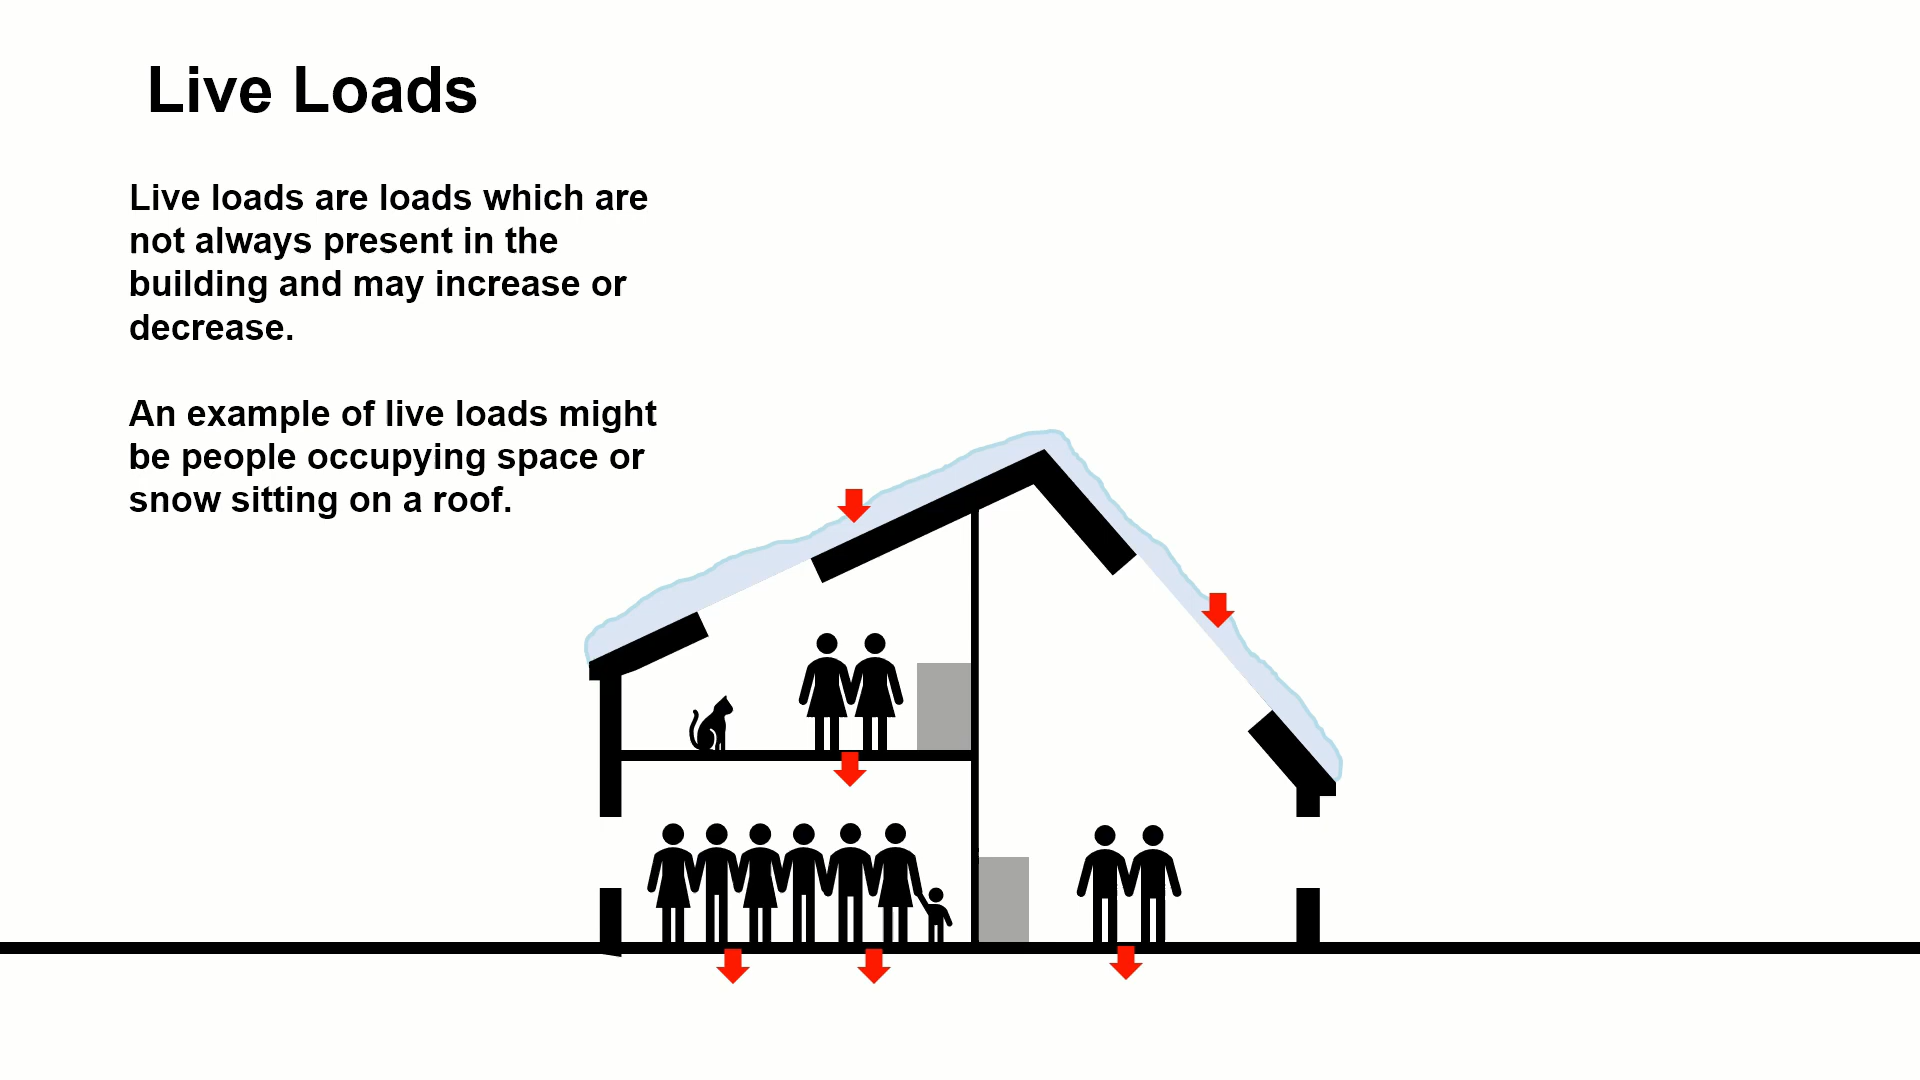 Live Loads
Live loads are loads which are
not always present in the
building and may increase or
decrease.
An example of live loads might
be people occupying space or
snow sitting on a roof.